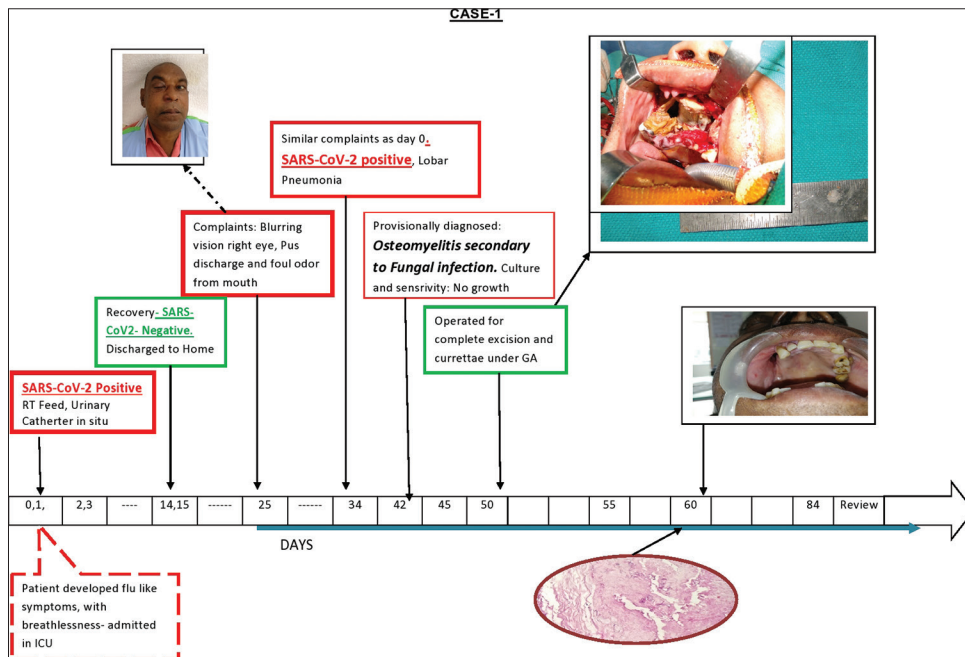 CASE-1
Similar complaints as day 0.
SARS-CoV-2 positive, Lobar
Pneumonia
Complaints: Blurring
vision right eye, Pus
discharge and foul odor
from mouth
Provisionally diagnosed:
Osteomyelitis secondary
to Fungal infection. Culture
and sensrivity: No growth
Recovery- SARS-
CoV2- Negative.
Discharged to Home
Operated for
complete excision and
currettae under GA
SARS-CoV-2 Positive
RT Feed, Urinary
Catherter in situ
0,1, 2,3 ---- 14,15 ------ 25 ------ 34 42 45 50 55 60 84 Review
DAYS
Patient developed flu like
symptoms, with
breathlessness- admitted
in ICU